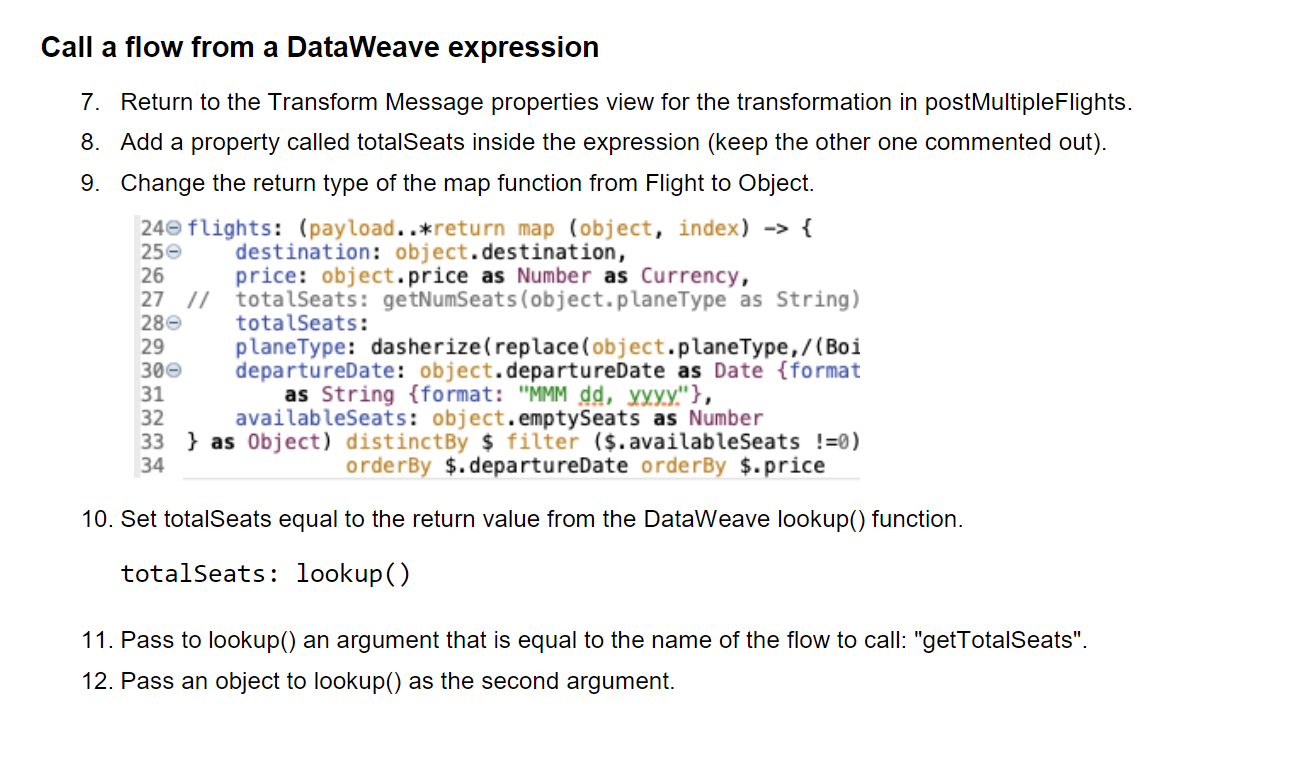 Call a flow from a DataWeave expression
7. Return to the Transform Message properties view for the transformation in postMultipleFlights.
8. Add a property called totalSeats inside the expression (keep the other one commented out).
9. Change the return type of the map function from Flight to Object.
24 flights: (payload..*return map (object, index) -> {
25 destination: object.destination,
26 price: object.price as Number as Currency,
27 // totalSeats: getNumSeats(object.planeType as String)
28 totalSeats:
29 planeType: dasherize(replace(object.planeType,/(Boi
30 departureDate: object.departureDate as Date {format
31 as String {format: "MMM dd, yyyy"},
32 availableSeats: object.emptySeats as Number
33 } as Object) distinctBy $ filter ($.availableSeats !=0)
34 orderBy $.departureDate orderBy $.price
10. Set totalSeats equal to the return value from the DataWeave lookup() function.
totalSeats: lookup()
11. Pass to lookup() an argument that is equal to the name of the flow to call: "getTotalSeats".
12. Pass an object to lookup() as the second argument.